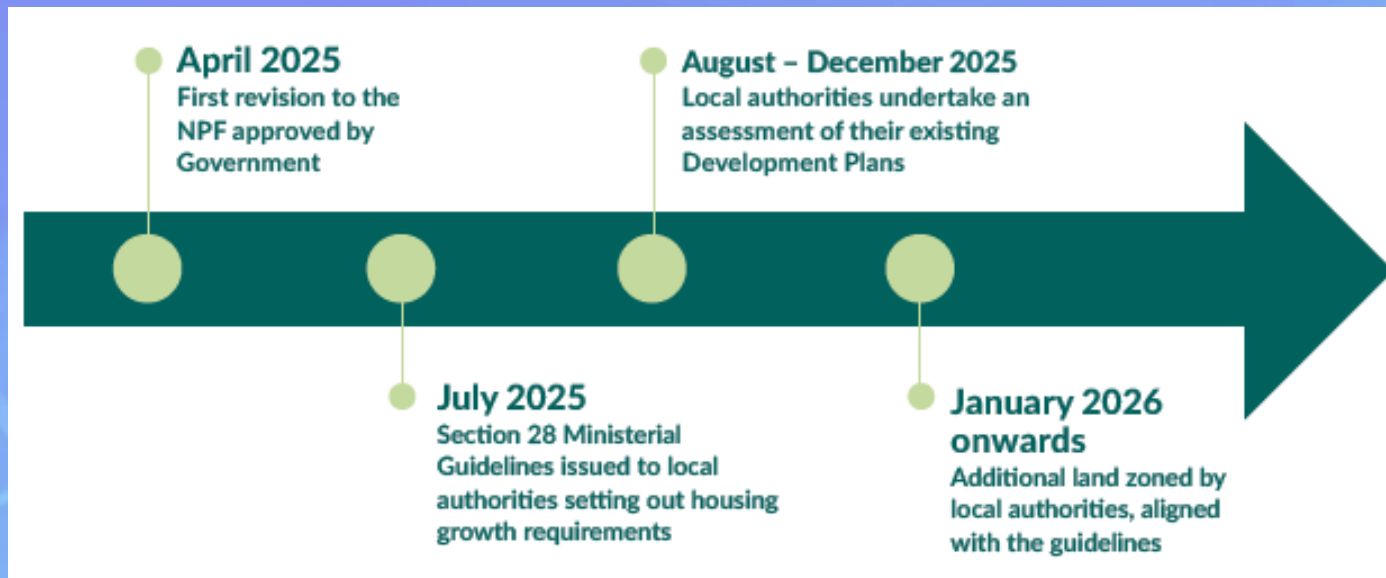 April 2025
First revision to the
NPF approved by
Government
July 2025
Section 28 Ministerial
Guidelines issued to local
authorities setting out housing
growth requirements
August – December 2025
Local authorities undertake an
assessment of their existing
Development Plans
January 2026
onwards
Additional land zoned by
local authorities, aligned
with the guidelines